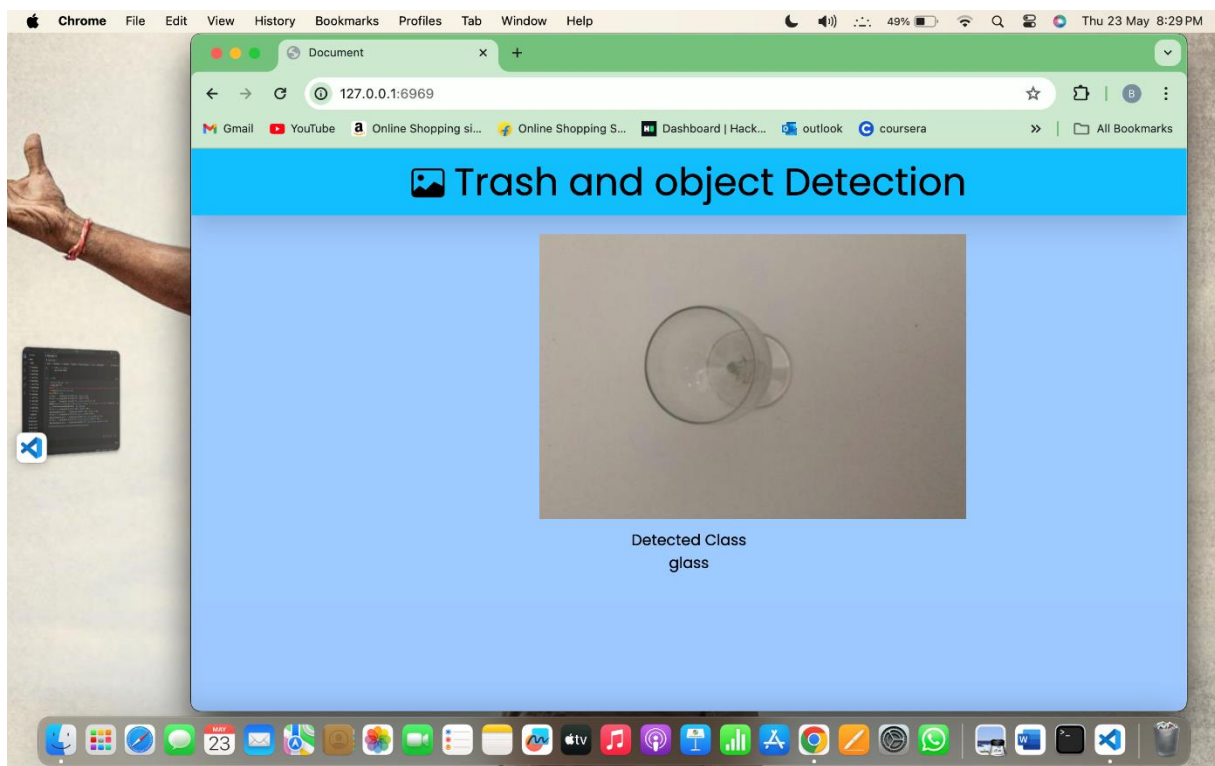 Chrome File Edit View History Bookmarks Profiles Tab Window Help 49% Thu 23 May 8:29 PM
Document
127.0.0.1:6969
B
Gmail YouTube a Online Shopping si... Online Shopping S... Dashboard | Hack... outlook C coursera » All Bookmarks
Trash and object Detection
Detected Class
glass
MAY
23
tv
W